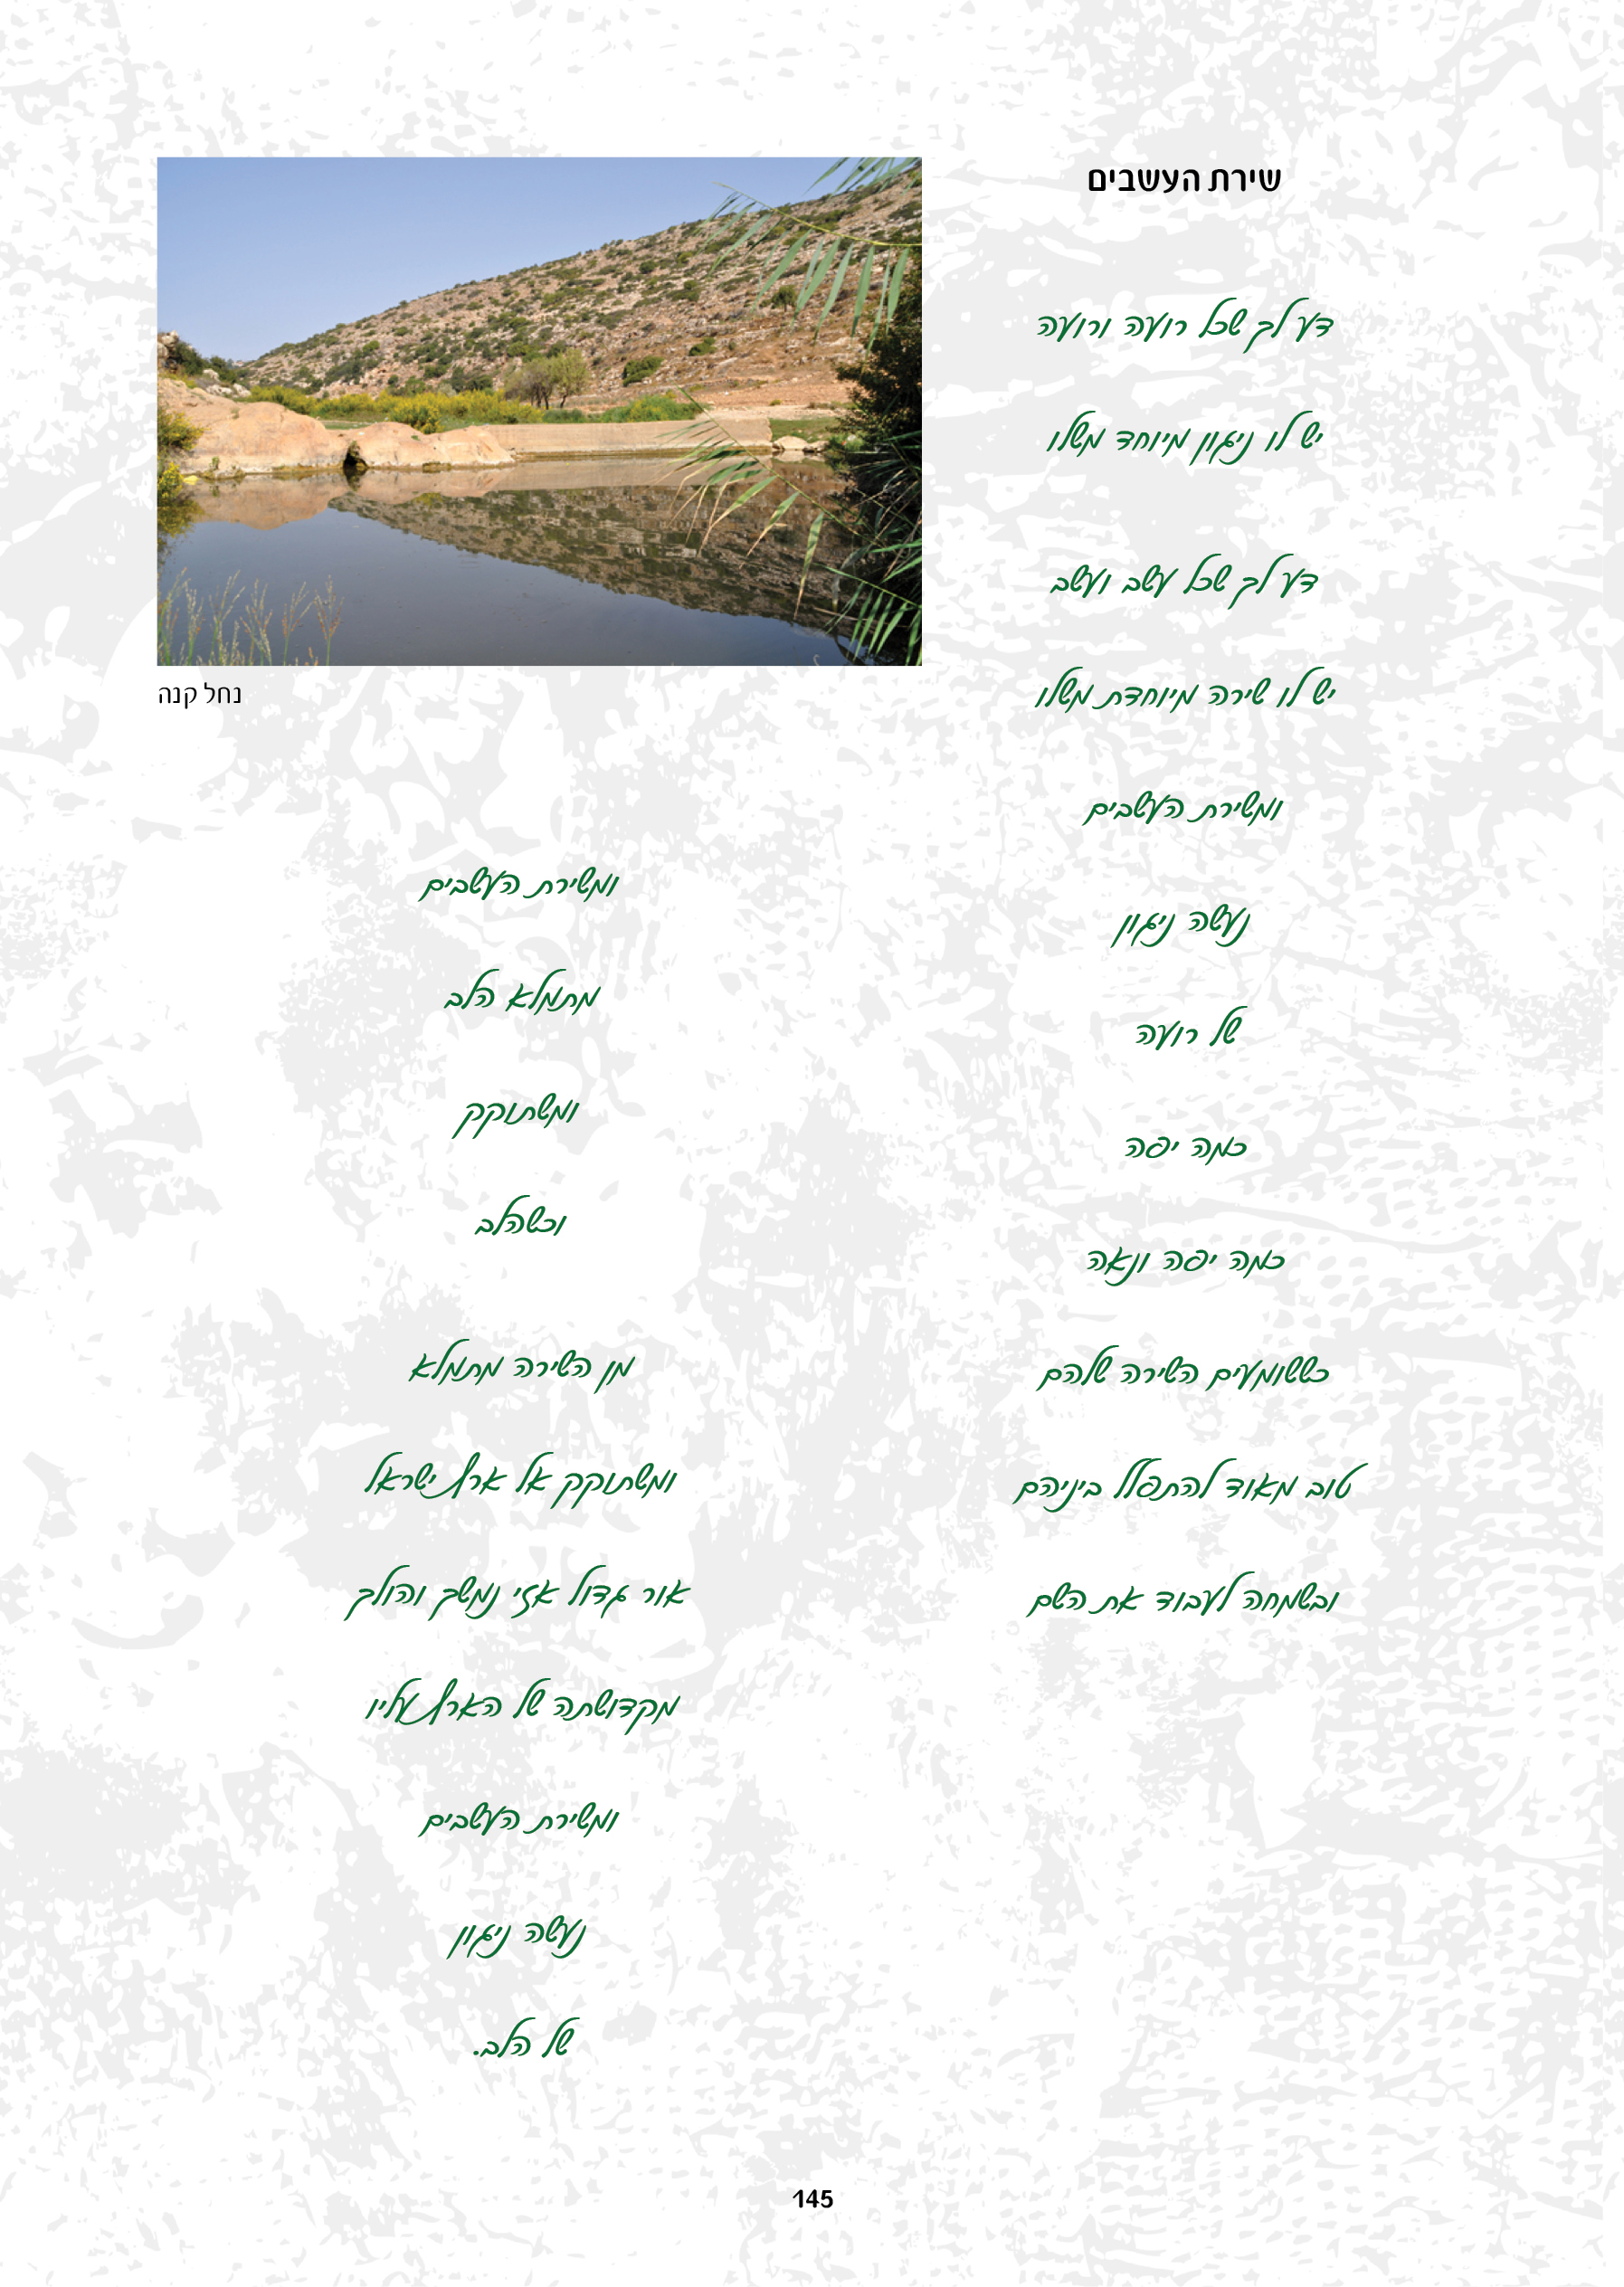 שירת העשבים
דע לך שכל רועה ורועה
יש לו ניגון מיוחד משלו
דע לך שכל עשב ועשב
יש לו שירה מיוחדת משלו
ומשירת העשבים
נעשה ניגון
של רועה
כמה יפה
כמה יפה ונאה
כששומעים השירה שלהם
טוב מאוד להתפלל ביניהם
ובשמחה לעבוד את השם
נחל קנה
ומשירת העשבים
מתמלא הלב
ומשתוקק
וכשהלב
מן השירה מתמלא
ומשתוקק אל ארץ ישראל
אור גדול אזי נמשך והולך
מקדושתה של הארץ עליו
ומשירת העשבים
נעשה ניגון
של הלב.
145